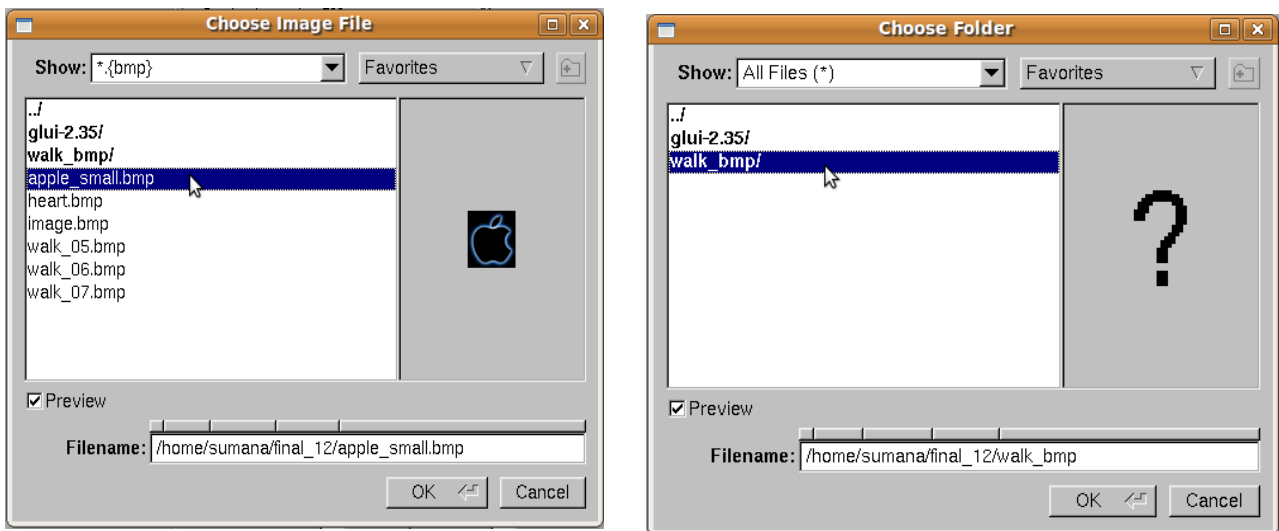 Choose Image File
Show: *.{bmp}
Favorites
../
glui-2.35/
walk_bmp/
apple_small.bmp
heart.bmp
image.bmp
walk_05.bmp
walk_06.bmp
walk_07.bmp
Preview
Filename: /home/sumana/final_12/apple_small.bmp
OK Cancel
Choose Folder
Show: All Files (*)
Favorites
../
glui-2.35/
walk_bmp/
?
Preview
Filename: /home/sumana/final_12/walk_bmp
OK Cancel